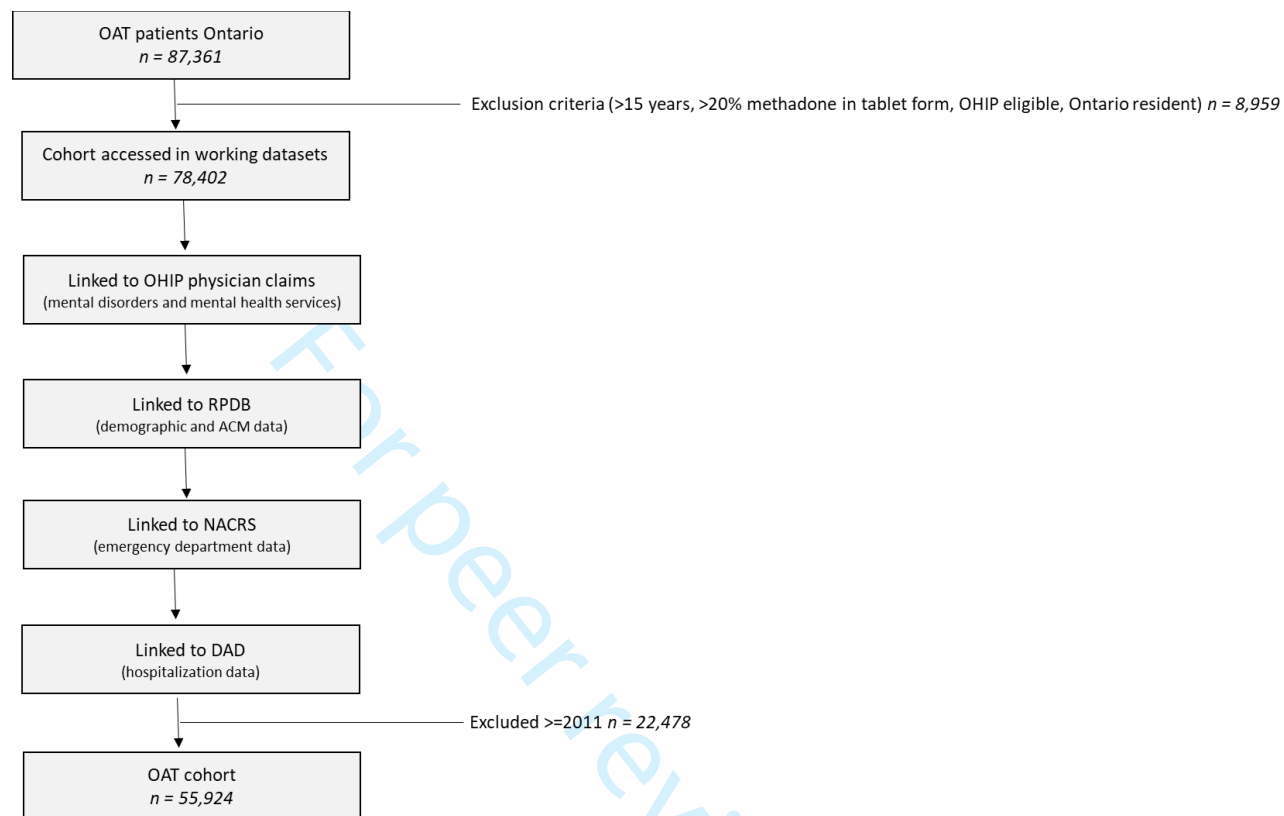 OAT patients Ontario
n = 87,361
Exclusion criteria (>15 years, >20% methadone in tablet form, OHIP eligible, Ontario resident) n = 8,959
Cohort accessed in working datasets
n = 78,402
Linked to OHIP physician claims
(mental disorders and mental health services)
Linked to RPDB
(demographic and ACM data)
Linked to NACRS
(emergency department data)
Linked to DAD
(hospitalization data)
Excluded >=2011 n = 22,478
OAT cohort
n = 55,924
For peer revi